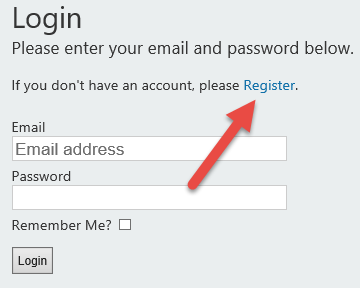 Login
Please enter your email and password below.
If you don't have an account, please Register.
Email
Email address
Password
Remember Me?
Login